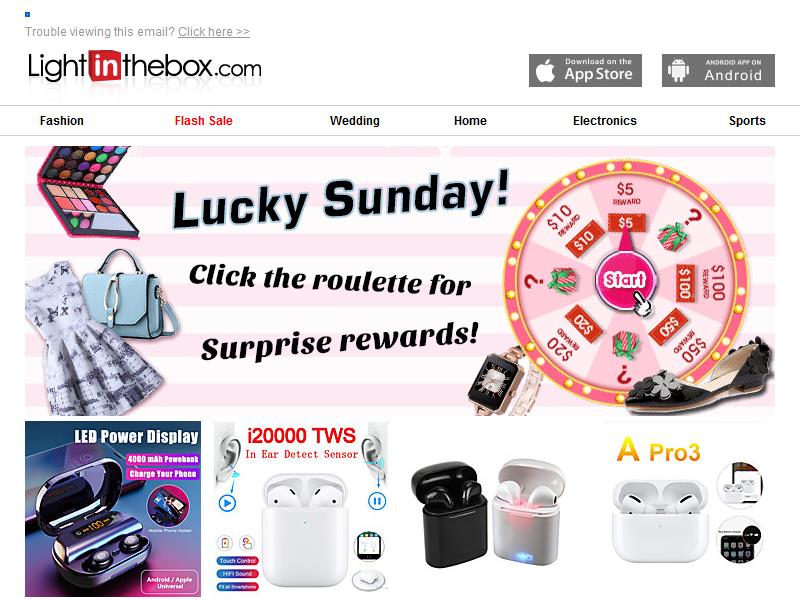 Trouble viewing this email? Click here >>
Lightinthebox.com
Download on the
App Store
ANDROID APP ON
Android
Fashion
Flash Sale
Wedding
Home
Electronics
Sports
Lucky Sunday!
Click the roulette for
Surprise rewards!
$5
REWARD
$5
?
$100
$100
REWARD
$50
$50
REWARD
?
$20
$20
REWARD
?
$10
$10
REWARD
Start
LED Power Display
4000 mAh Powebank
Charge Your Phone
Mobile Phone Holder
100
Android / Apple
Universal
i20000 TWS
In Ear Detect Sensor
Touch Control
HIFI Sound
Fit all Smartphone
A Pro3